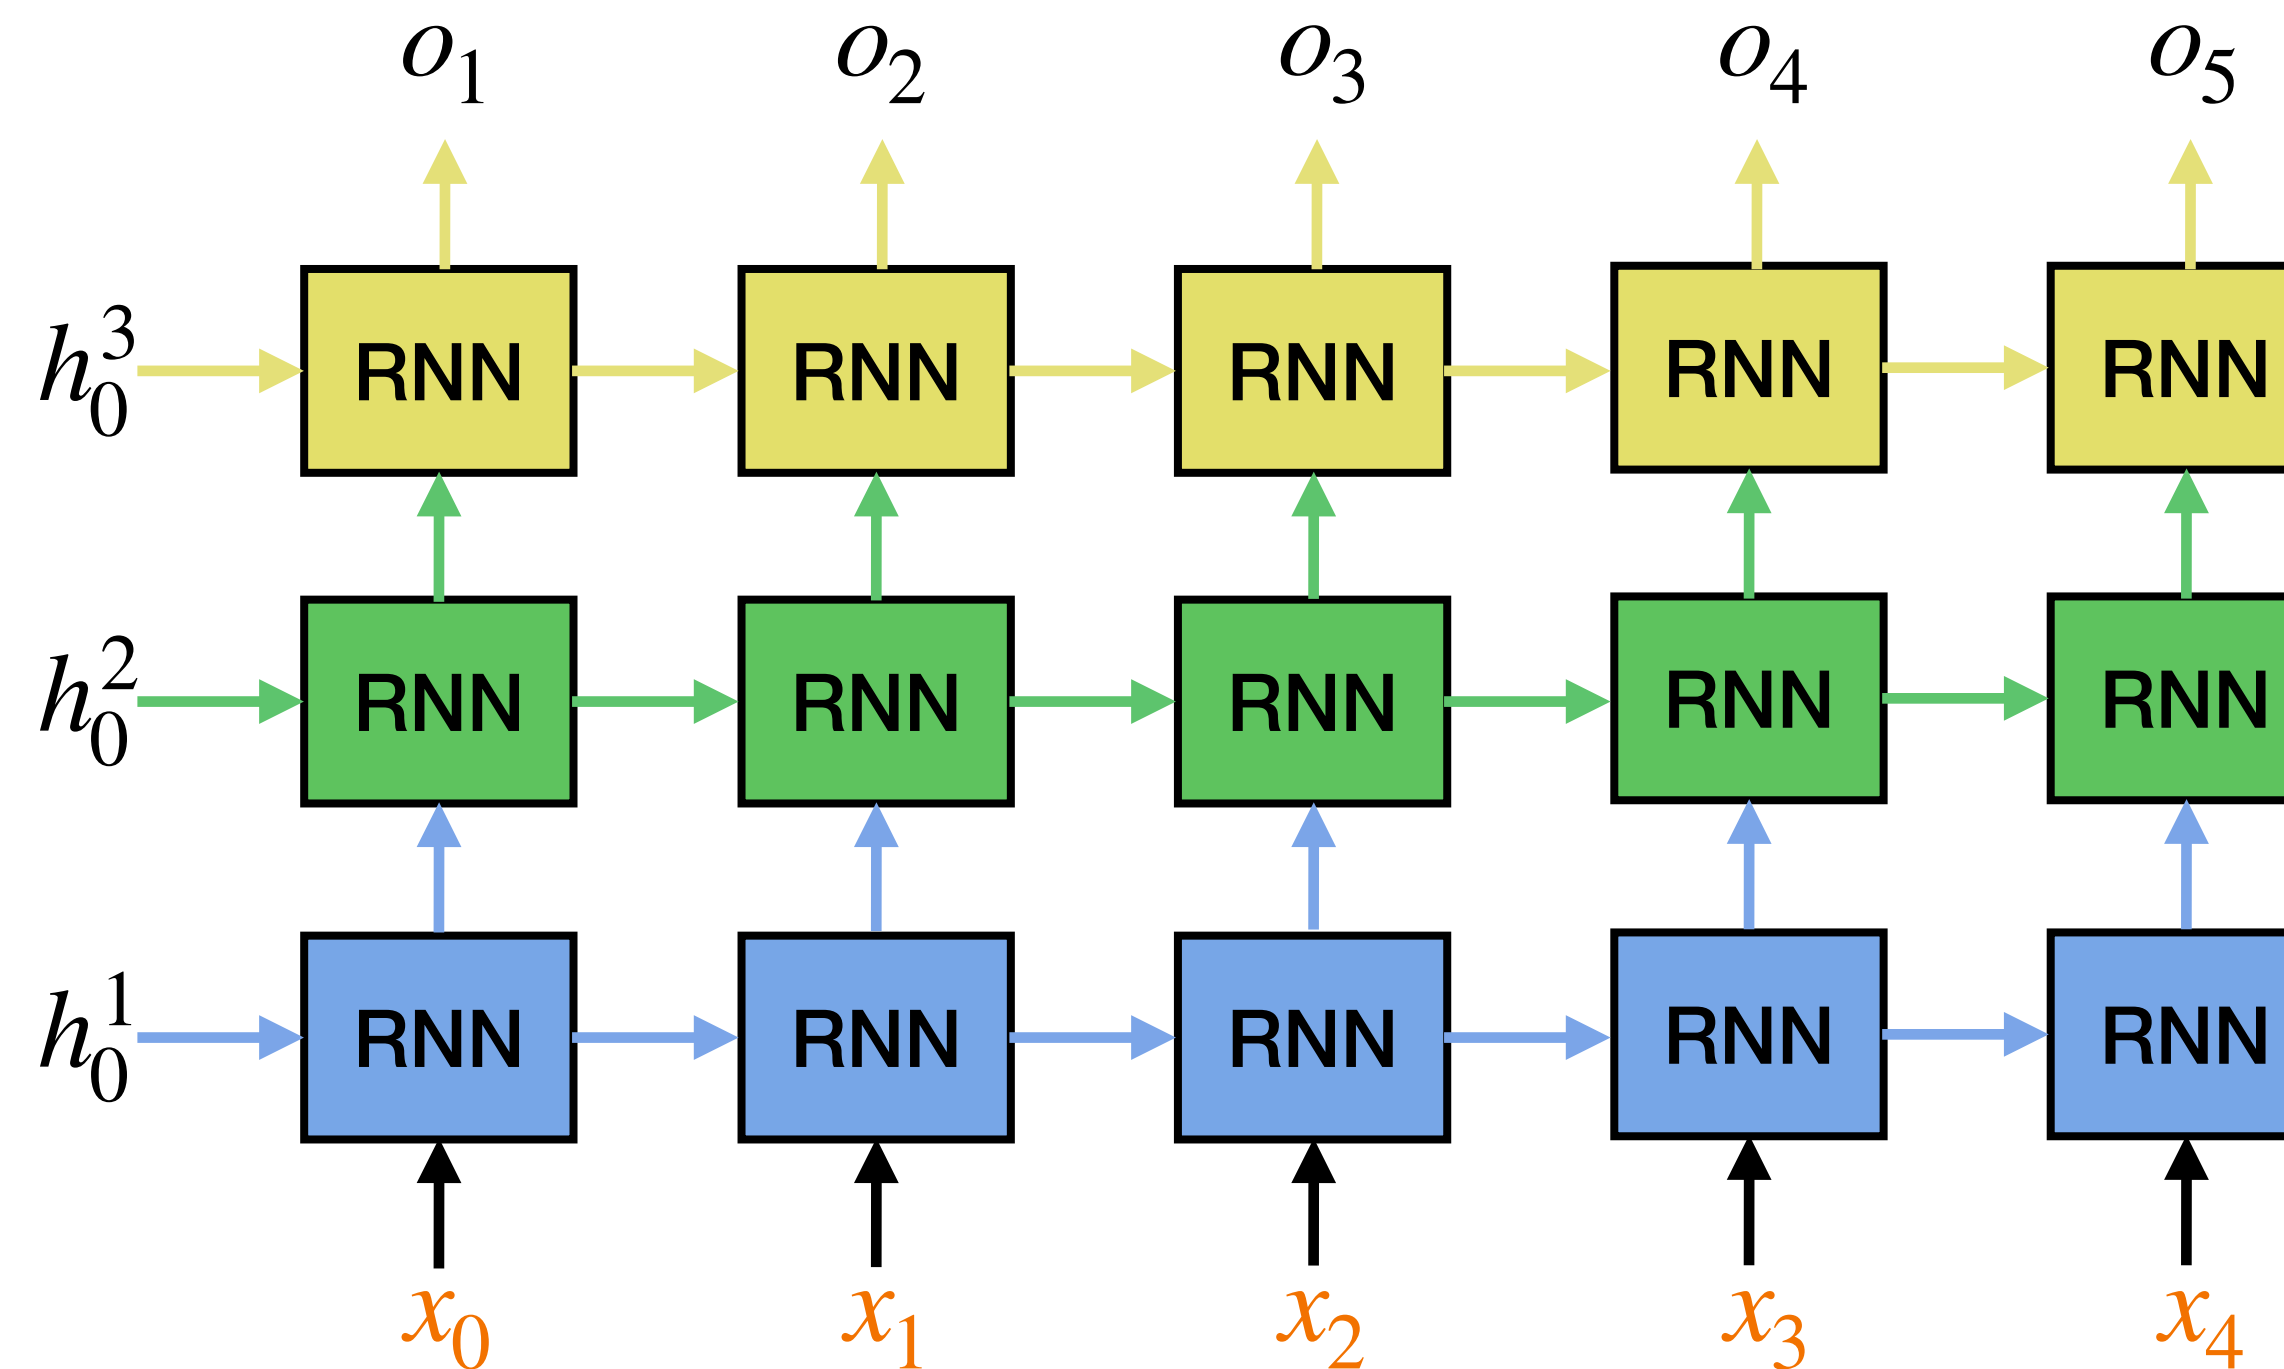 o₁ o₂ o₃ o₄ o₅
h₀³ RNN RNN RNN RNN RNN
h₀² RNN RNN RNN RNN RNN
h₀¹ RNN RNN RNN RNN RNN
x₀ x₁ x₂ x₃ x₄